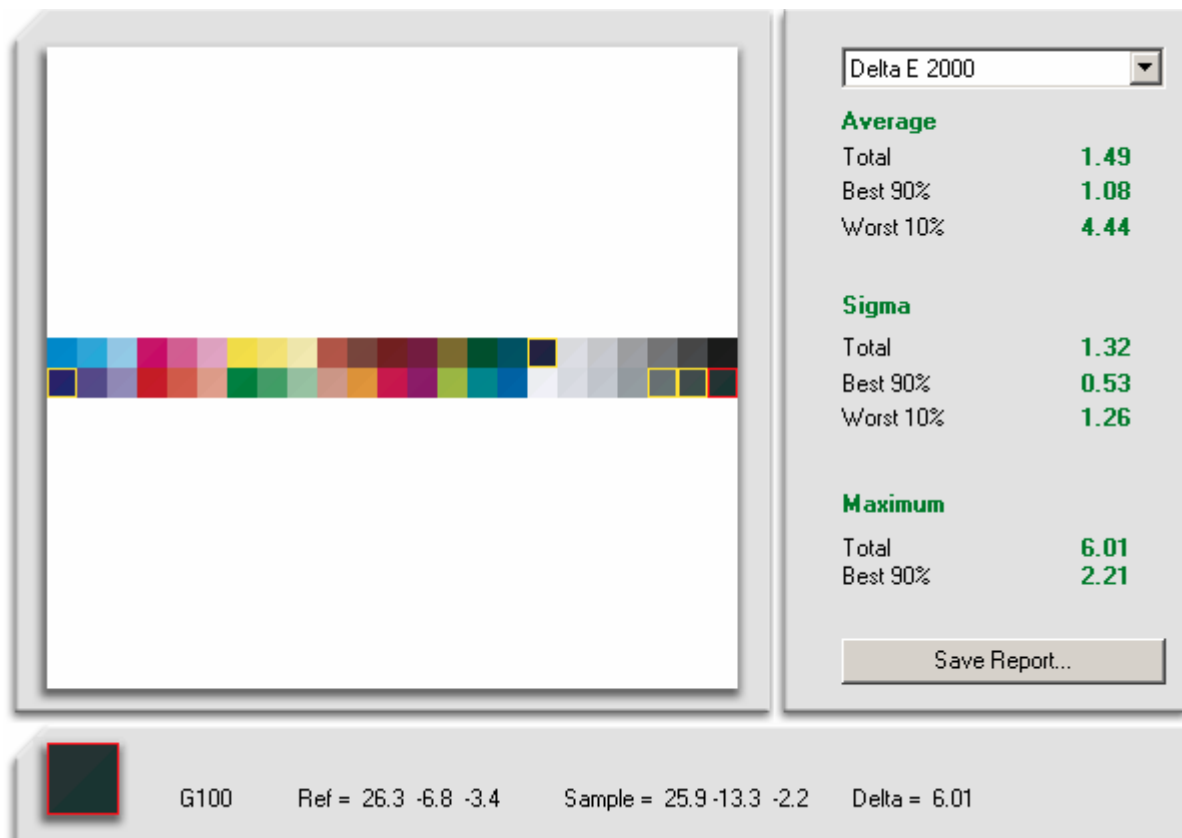 Delta E 2000
Average
Total 1.49
Best 90% 1.08
Worst 10% 4.44
Sigma
Total 1.32
Best 90% 0.53
Worst 10% 1.26
Maximum
Total 6.01
Best 90% 2.21
Save Report...
G100 Ref = 26.3 -6.8 -3.4 Sample = 25.9 -13.3 -2.2 Delta = 6.01